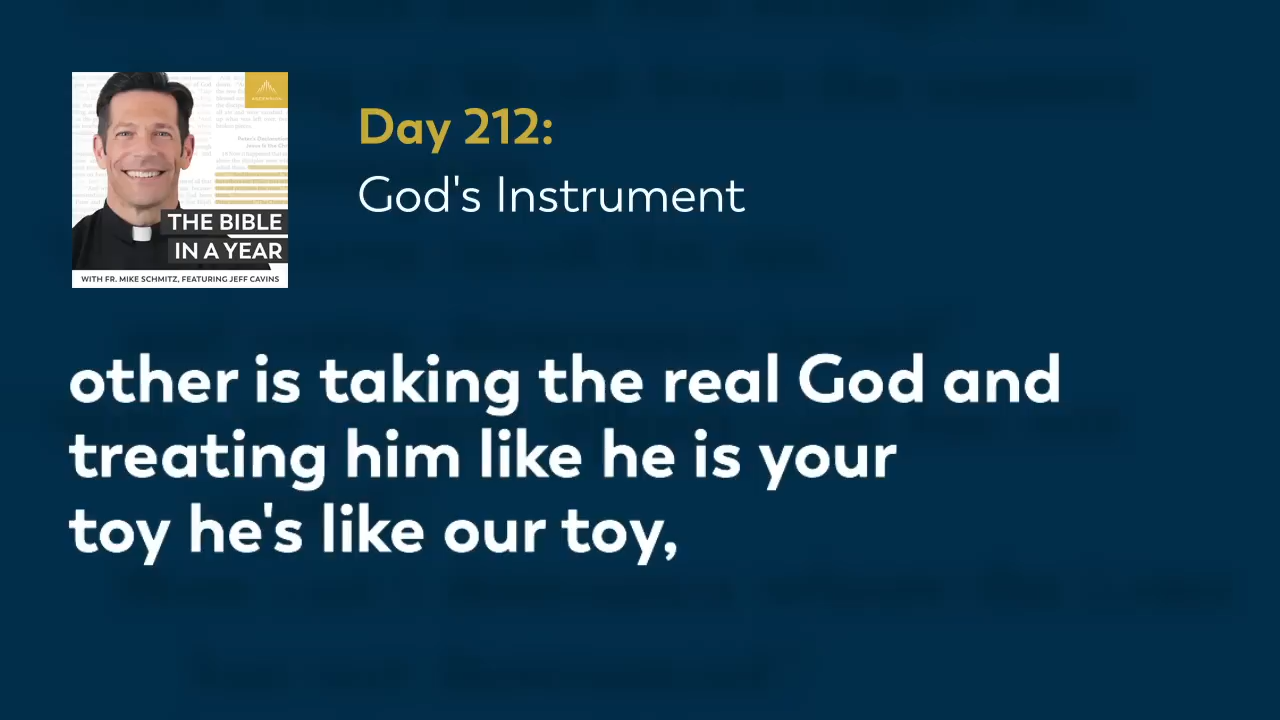 Day 212:
God's Instrument
THE BIBLE
IN A YEAR
WITH FR. MIKE SCHMITZ, FEATURING JEFF CAVINS
other is taking the real God and
treating him like he is your
toy he's like our toy,